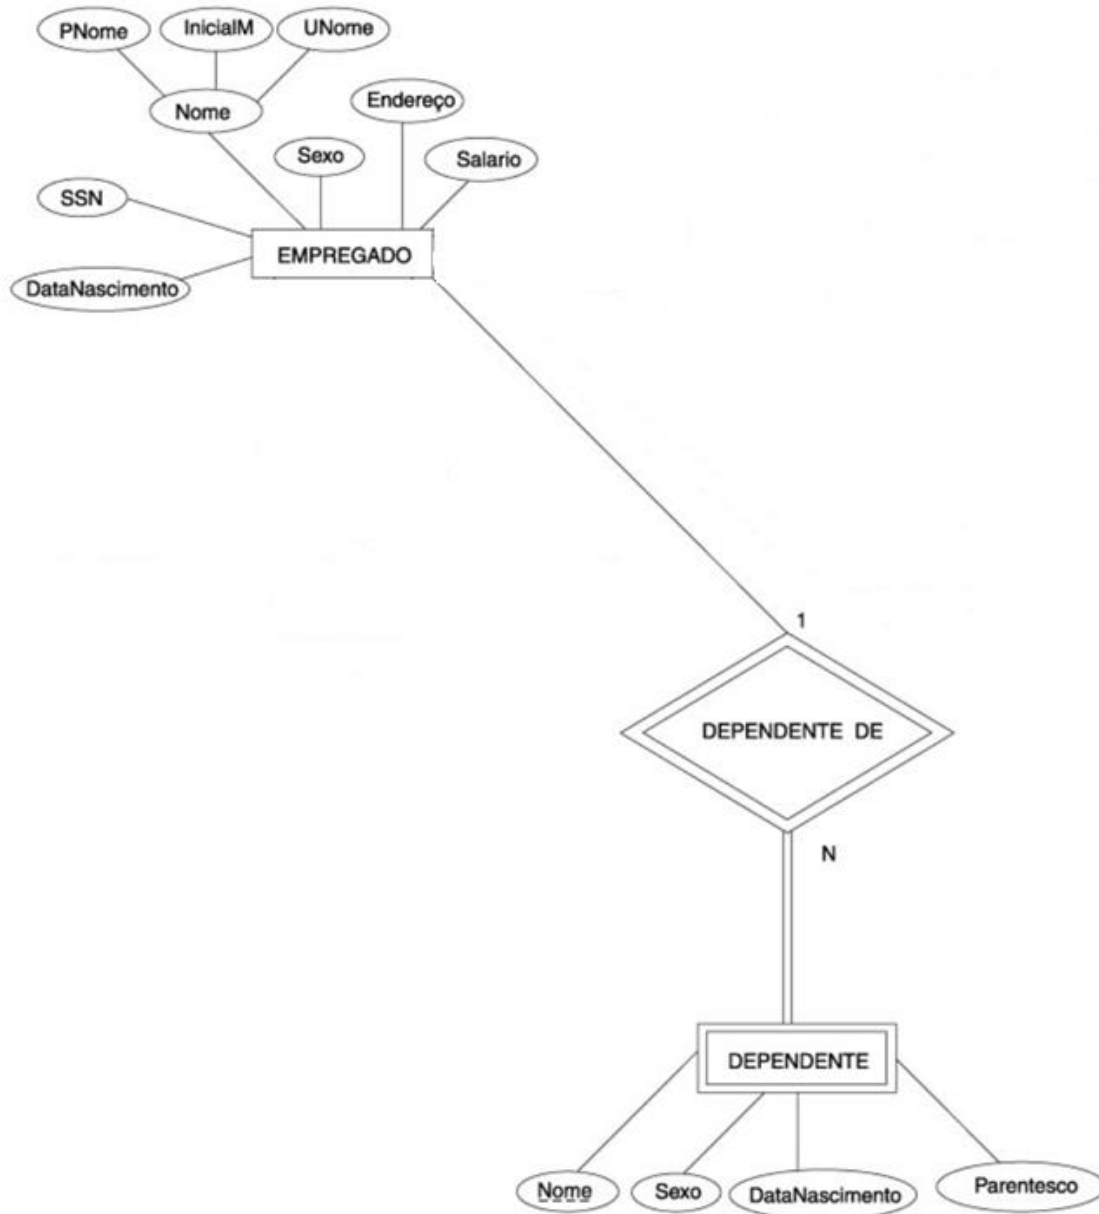 PNome
InicialM
UNome
Nome
Endereço
Sexo
Salario
SSN
EMPREGADO
DataNascimento
1
DEPENDENTE DE
N
DEPENDENTE
Nome
Sexo
DataNascimento
Parentesco